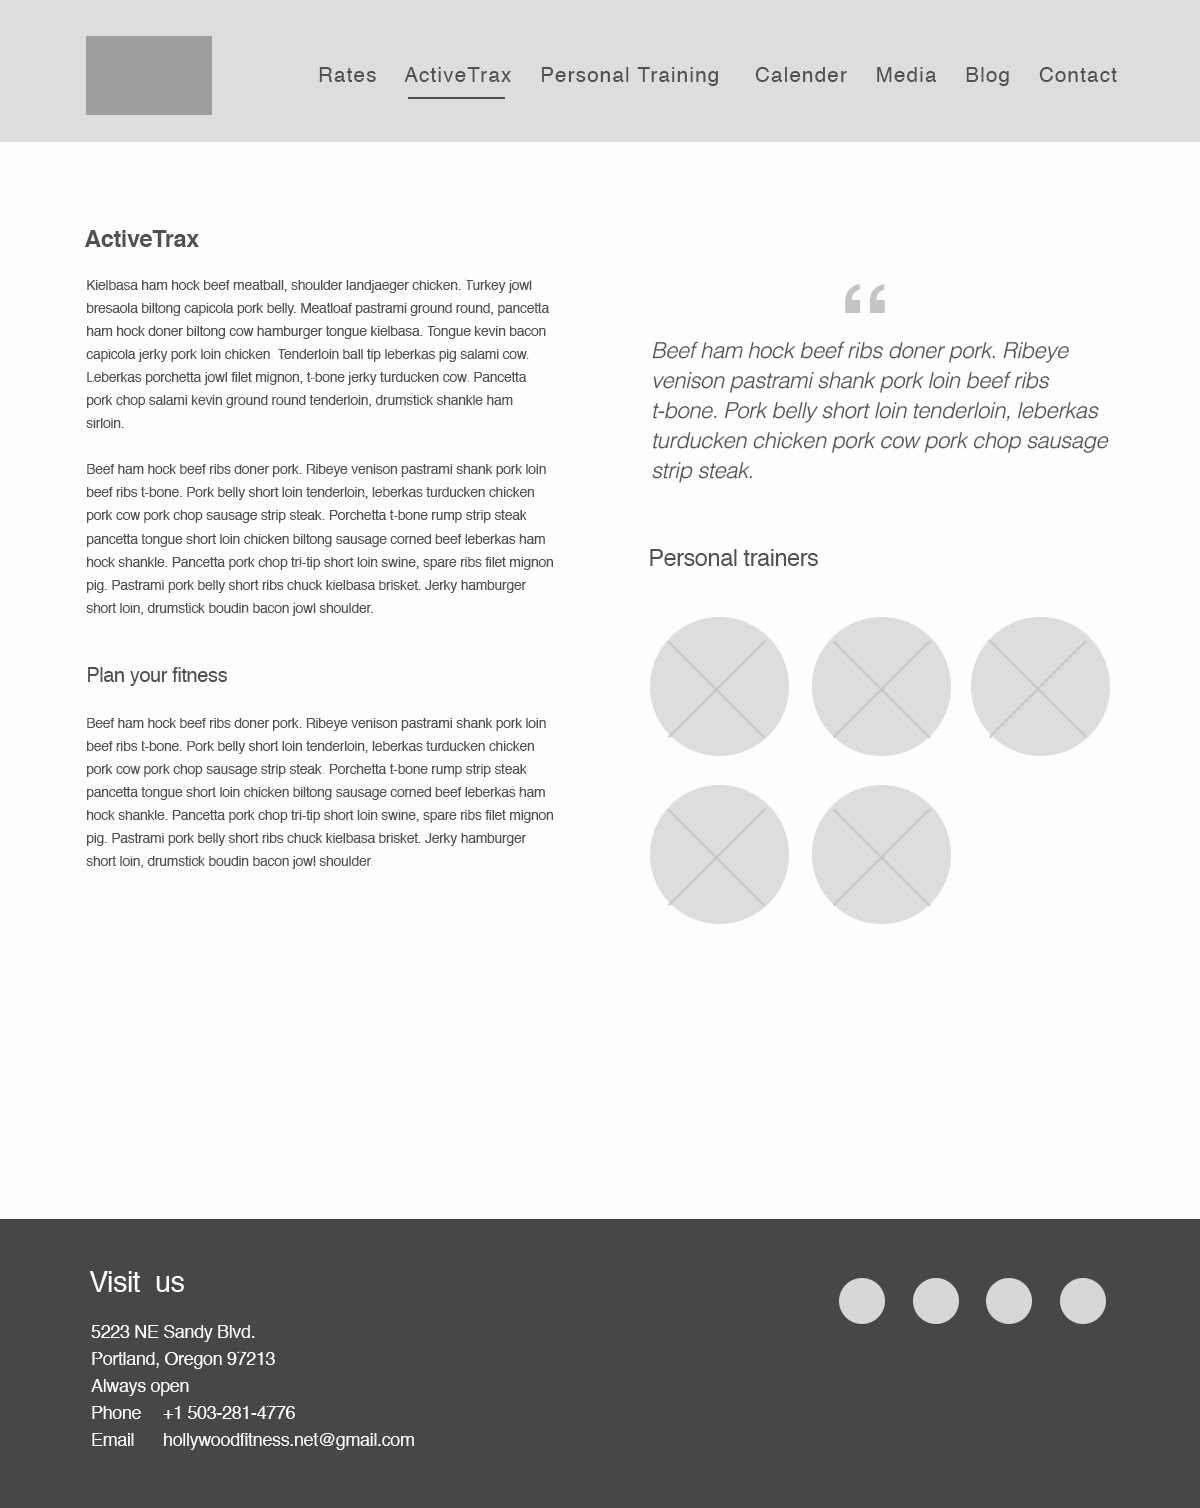 Rates ActiveTrax Personal Training Calender Media Blog Contact
ActiveTrax
Kielbasa ham hock beef meatball, shoulder landjaeger chicken. Turkey jowl
bresaola biltong capicola pork belly. Meatloaf pastrami ground round, pancetta
ham hock doner biltong cow hamburger tongue kielbasa. Tongue kevin bacon
capicola jerky pork loin chicken. Tenderloin ball tip leberkas pig salami cow.
Leberkas porchetta jowl filet mignon, t-bone jerky turducken cow. Pancetta
pork chop salami kevin ground round tenderloin, drumstick shankle ham
sirloin.
Beef ham hock beef ribs doner pork. Ribeye venison pastrami shank pork loin
beef ribs t-bone. Pork belly short loin tenderloin, leberkas turducken chicken
pork cow pork chop sausage strip steak. Porchetta t-bone rump strip steak
pancetta tongue short loin chicken biltong sausage corned beef leberkas ham
hock shankle. Pancetta pork chop tri-tip short loin swine, spare ribs filet mignon
pig. Pastrami pork belly short ribs chuck kielbasa brisket. Jerky hamburger
short loin, drumstick boudin bacon jowl shoulder.
Plan your fitness
Beef ham hock beef ribs doner pork. Ribeye venison pastrami shank pork loin
beef ribs t-bone. Pork belly short loin tenderloin, leberkas turducken chicken
pork cow pork chop sausage strip steak. Porchetta t-bone rump strip steak
pancetta tongue short loin chicken biltong sausage corned beef leberkas ham
hock shankle. Pancetta pork chop tri-tip short loin swine, spare ribs filet mignon
pig. Pastrami pork belly short ribs chuck kielbasa brisket. Jerky hamburger
short loin, drumstick boudin bacon jowl shoulder.
“
Beef ham hock beef ribs doner pork. Ribeye
venison pastrami shank pork loin beef ribs
t-bone. Pork belly short loin tenderloin, leberkas
turducken chicken pork cow pork chop sausage
strip steak.
Personal trainers
Visit us
5223 NE Sandy Blvd.
Portland, Oregon 97213
Always open
Phone +1 503-281-4776
Email hollywoodfitness.net@gmail.com